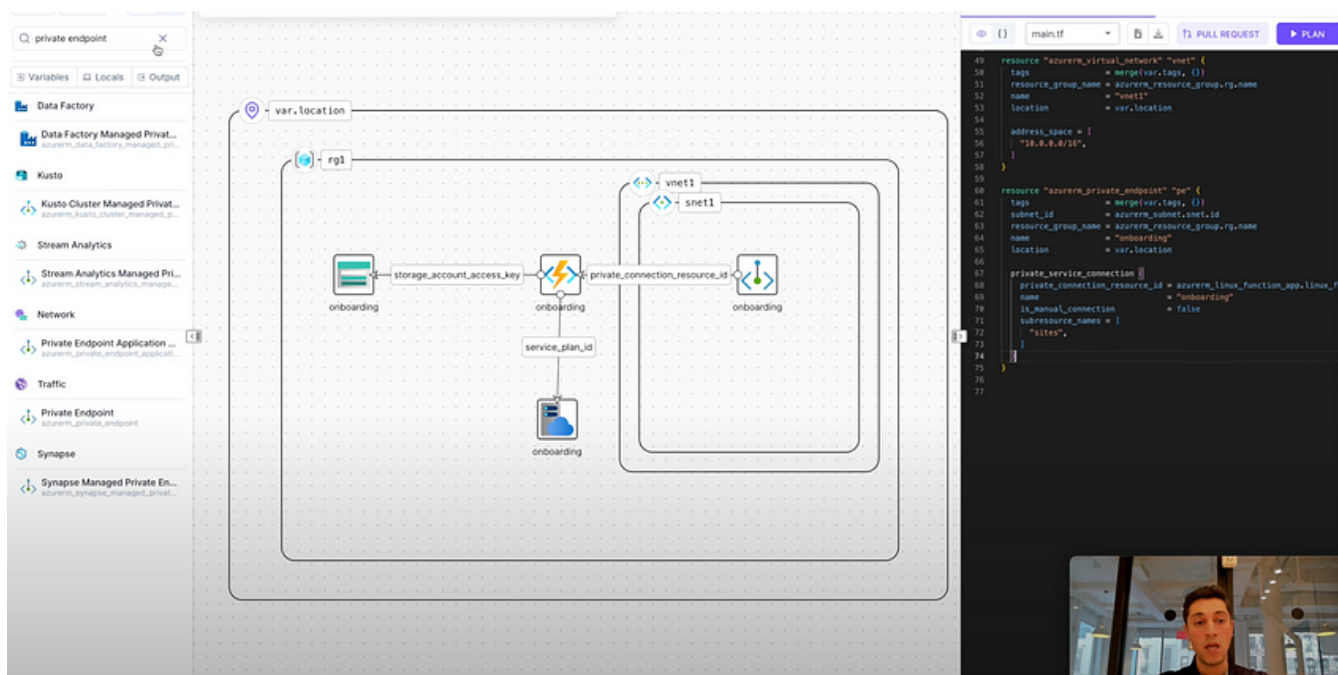 private endpoint
Variables
Locals
Output
Data Factory
Data Factory Managed Privat...
azurerm_data_factory_managed_pri...
Kusto
Kusto Cluster Managed Privat...
azurerm_kusto_cluster_managed_p...
Stream Analytics
Stream Analytics Managed Pri...
azurerm_stream_analytics_manage...
Network
Private Endpoint Application ...
azurerm_private_endpoint_applicati...
Traffic
Private Endpoint
azurerm_private_endpoint
Synapse
Synapse Managed Private En...
azurerm_synapse_managed_privat...
var.location
rg1
vnet1
snet1
storage_account_access_key
private_connection_resource_id
onboarding
onboarding
onboarding
service_plan_id
onboarding
{}
main.tf
PULL REQUEST
PLAN
49 resource "azurerm_virtual_network" "vnet" {
50 tags = merge(var.tags, {})
51 resource_group_name = azurerm_resource_group.rg.name
52 name = "vnet1"
53 location = var.location
54
55 address_space = [
56 "10.0.0.0/16",
57 ]
58 }
59
60 resource "azurerm_private_endpoint" "pe" {
61 tags = merge(var.tags, {})
62 subnet_id = azurerm_subnet.snet.id
63 resource_group_name = azurerm_resource_group.rg.name
64 name = "onboarding"
65 location = var.location
66
67 private_service_connection {
68 private_connection_resource_id = azurerm_linux_function_app.linux_f
69 name = "onboarding"
70 is_manual_connection = false
71 subresource_names = [
72 "sites",
73 ]
74 }
75 }
76
77